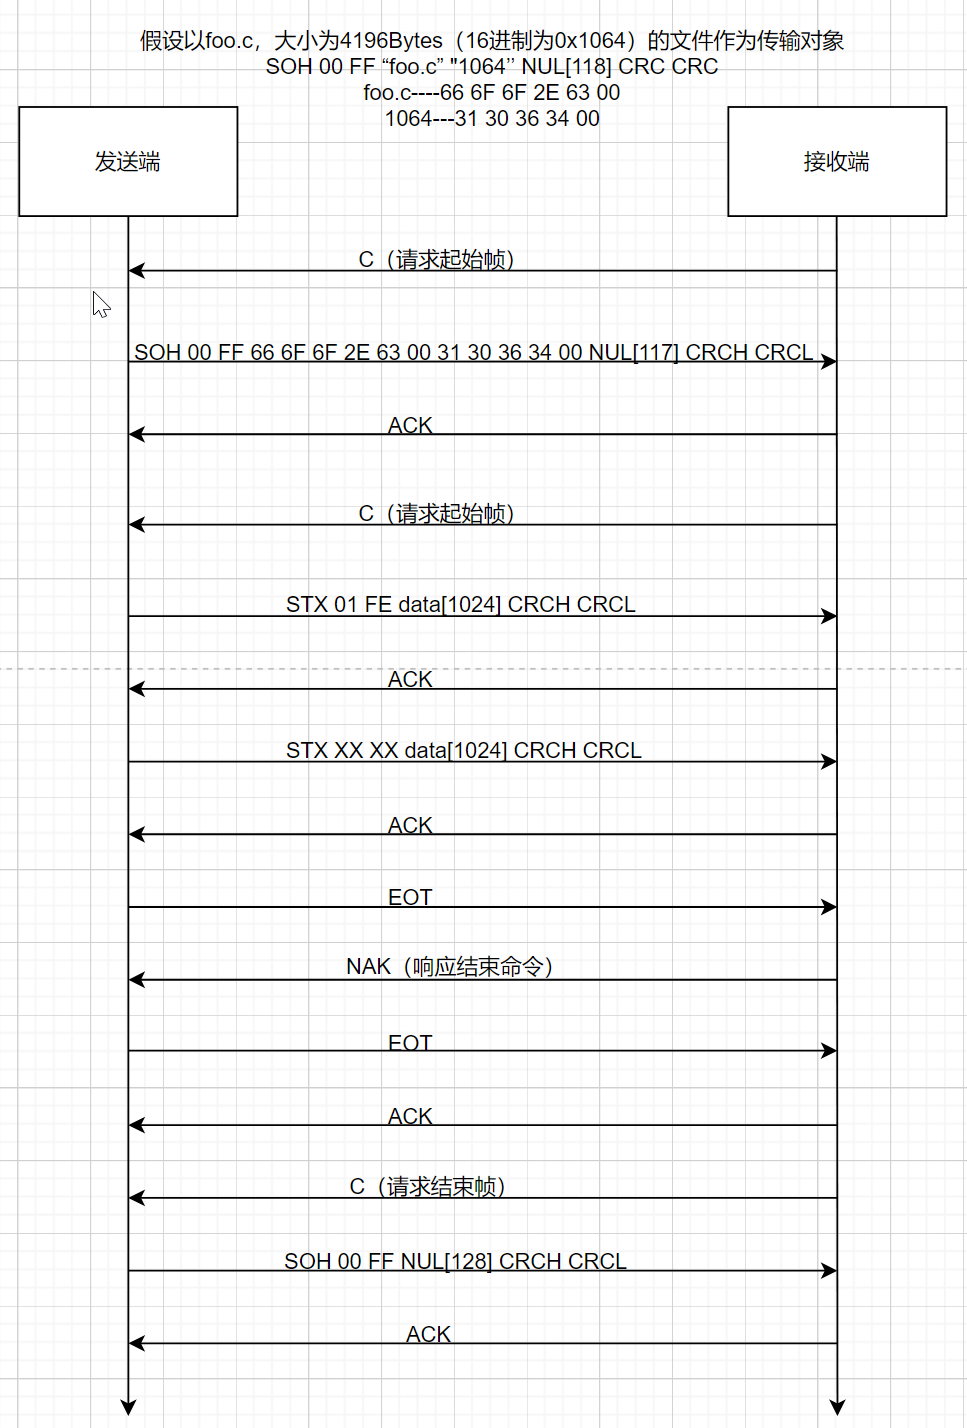 假设以foo.c，大小为4196Bytes（16进制为0x1064）的文件作为传输对象
SOH 00 FF “foo.c” "1064’’ NUL[118] CRC CRC
foo.c----66 6F 6F 2E 63 00
1064---31 30 36 34 00
发送端
接收端
C（请求起始帧）
SOH 00 FF 66 6F 6F 2E 63 00 31 30 36 34 00 NUL[117] CRCH CRCL
ACK
C（请求起始帧）
STX 01 FE data[1024] CRCH CRCL
ACK
STX XX XX data[1024] CRCH CRCL
ACK
EOT
NAK（响应结束命令）
EOT
ACK
C（请求结束帧）
SOH 00 FF NUL[128] CRCH CRCL
ACK